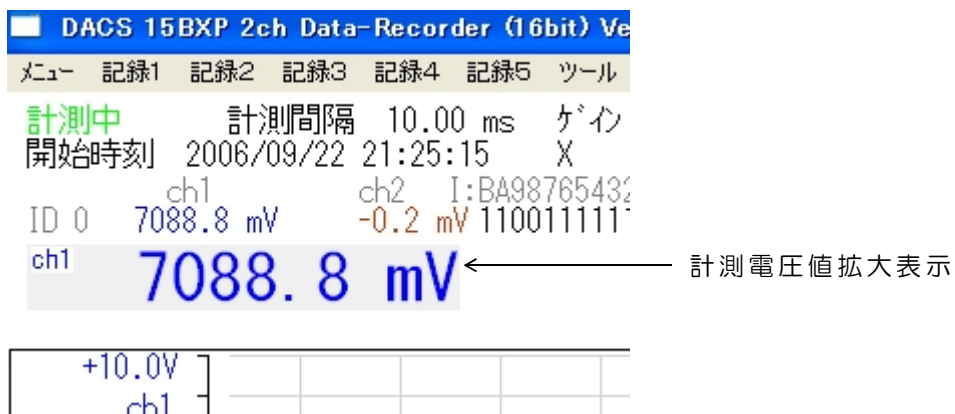 DACS 15BXP 2ch Data-Recorder (16bit) Ve
メニュー 記録1 記録2 記録3 記録4 記録5 ツール
計測中 計測間隔 10.00 ms ゲイン
開始時刻 2006/09/22 21:25:15 X
ch1 ch2 I:BA98765432
ID 0 7088.8 mV -0.2 mV 1100111111
ch1 7088.8 mV 計測電圧値拡大表示
+10.0V
ch1